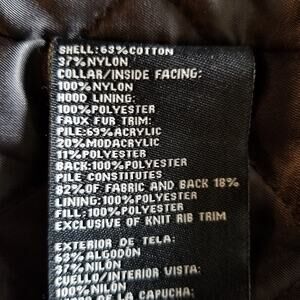 SHELL:63%COTTON
37%NYLON
COLLAR/INSIDE FACING:
100%NYLON
HOOD LINING:
100%POLYESTER
FAUX FUR TRIM:
PILE:69%ACRYLIC
20%MODACRYLIC
11%POLYESTER
BACK:100%POLYESTER
PILE CONSTITUTES
82% OF FABRIC AND BACK 18%
LINING:100%POLYESTER
FILL:100%POLYESTER
EXCLUSIVE OF KNIT RIB TRIM
EXTERIOR DE TELA:
63%ALGODÓN
37%NILÓN
CUELLO/INTERIOR VISTA:
100%NILÓN
DE LA CAPUCHA: